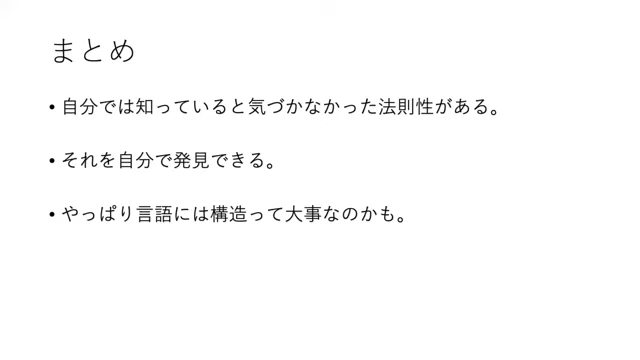 まとめ
• 自分では知っていると気づかなかった法則性がある。
• それを自分で発見できる。
• やっぱり言語には構造って大事なのかも。